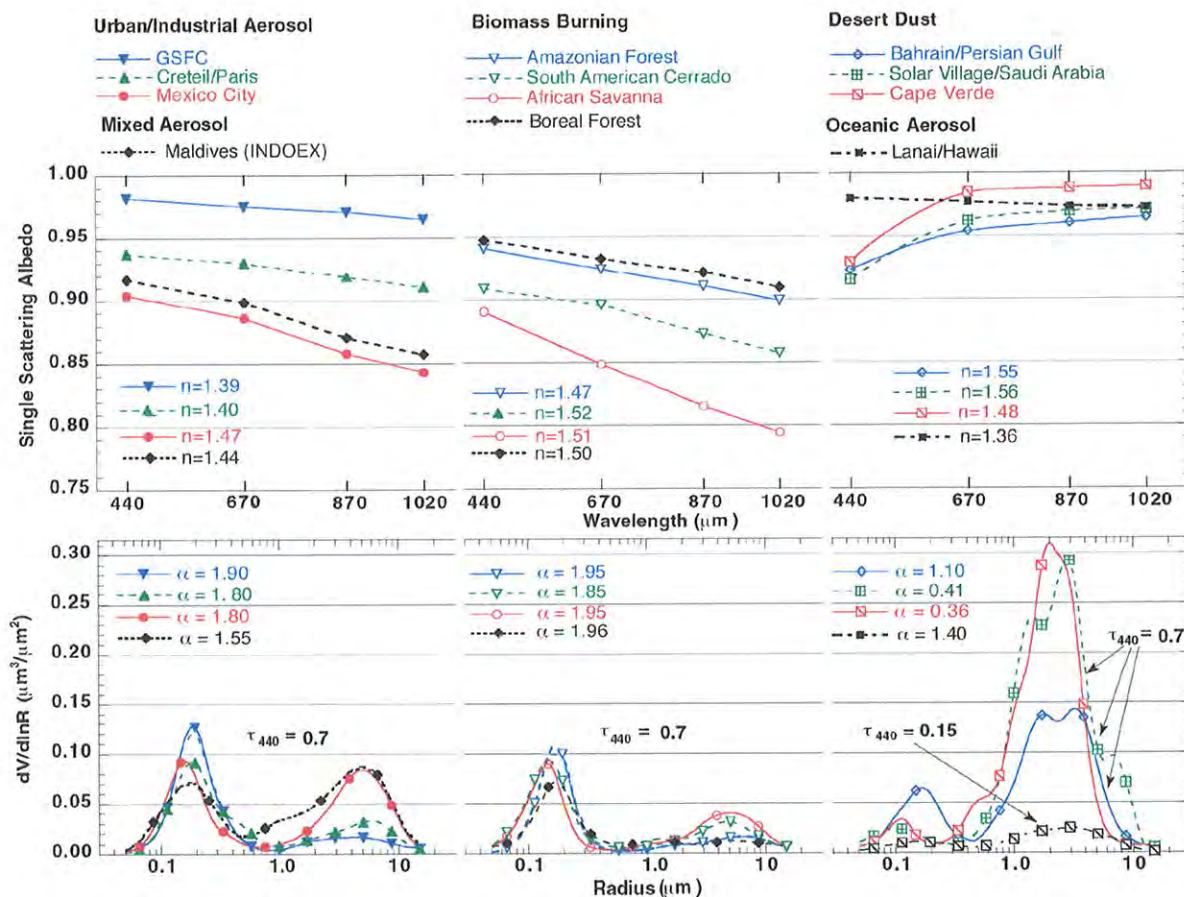 Urban/Industrial Aerosol
GSFC
Creteil/Paris
Mexico City
Mixed Aerosol
Maldives (INDOEX)
Biomass Burning
Amazonian Forest
South American Cerrado
African Savanna
Boreal Forest
Desert Dust
Bahrain/Persian Gulf
Solar Village/Saudi Arabia
Cape Verde
Oceanic Aerosol
Lanai/Hawaii
Single Scattering Albedo
1.00
0.95
0.90
0.85
0.80
0.75
n=1.39
n=1.40
n=1.47
n=1.44
n=1.47
n=1.52
n=1.51
n=1.50
n=1.55
n=1.56
n=1.48
n=1.36
440 670 870 1020
440 670 870 1020
440 670 870 1020
Wavelength (μm )
dV/dlnR (μm³/μm²)
0.30
0.25
0.20
0.15
0.10
0.05
0.00
α = 1.90
α = 1.80
α = 1.80
α = 1.55
τ440 = 0.7
α = 1.95
α = 1.85
α = 1.95
α = 1.96
τ440 = 0.7
α = 1.10
α = 0.41
α = 0.36
α = 1.40
τ440 = 0.7
τ440 = 0.15
0.1 1.0 10
0.1 1.0 10
0.1 1.0 10
Radius (μm)